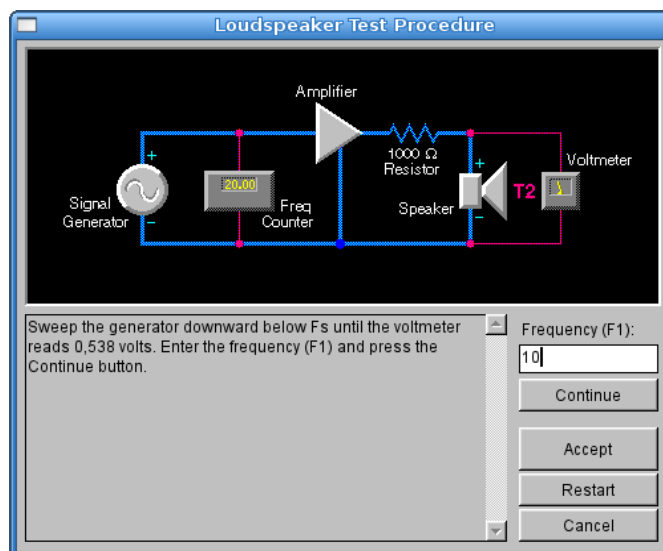 Loudspeaker Test Procedure
Amplifier
1000 Ω
Resistor
Voltmeter
+
+
20.00
T2
Signal
Generator
Freq
Counter
Speaker
-
-
Sweep the generator downward below Fs until the voltmeter
reads 0,538 volts. Enter the frequency (F1) and press the
Continue button.
Frequency (F1):
10
Continue
Accept
Restart
Cancel